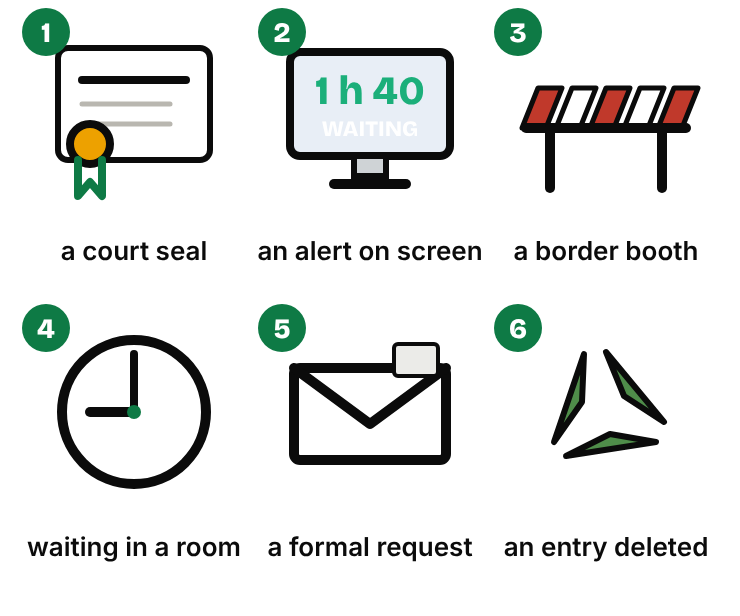 1
2
3
1 h 40
WAITING
a court seal
an alert on screen
a border booth
4
5
6
waiting in a room
a formal request
an entry deleted